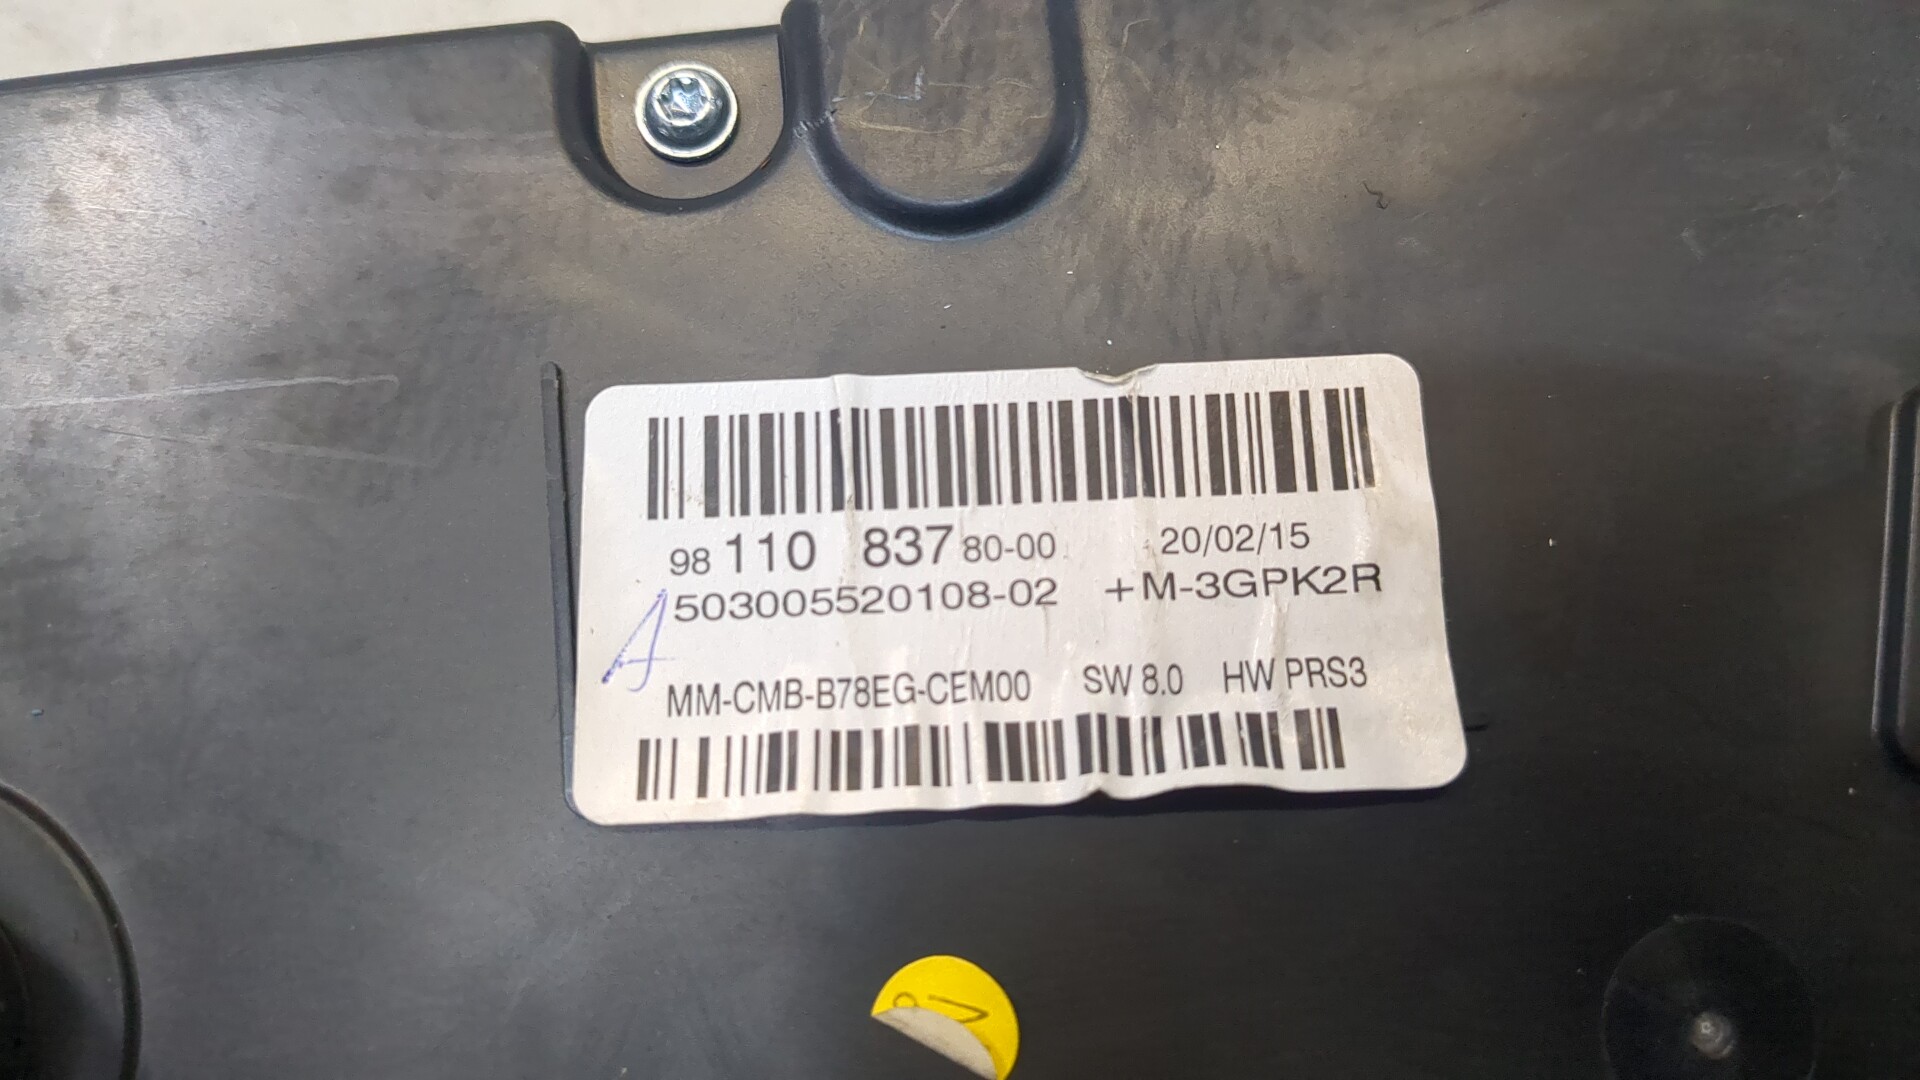 98 110 837 80-00 20/02/15
503005520108-02 +M-3GPK2R
A
MM-CMB-B78EG-CEM00 SW 8.0 HW PRS3